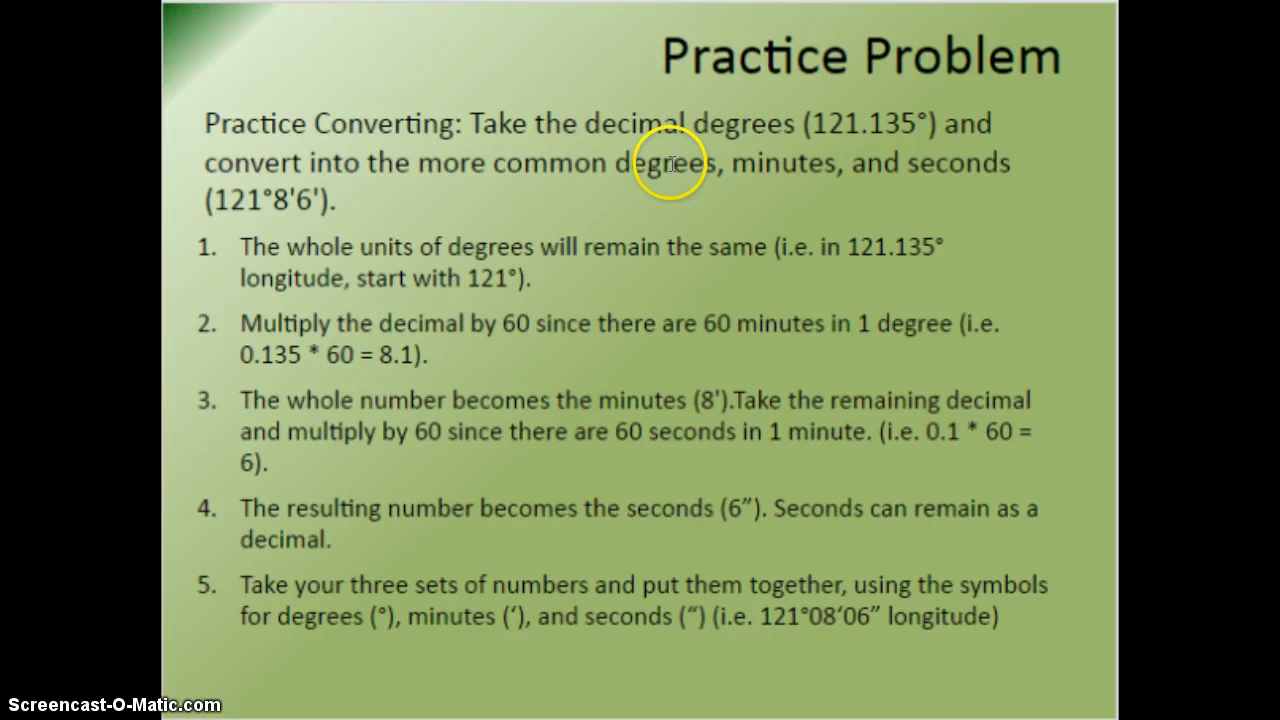 Practice Problem
Practice Converting: Take the decimal degrees (121.135°) and
convert into the more common degrees, minutes, and seconds
(121°8'6').
1. The whole units of degrees will remain the same (i.e. in 121.135°
longitude, start with 121°).
2. Multiply the decimal by 60 since there are 60 minutes in 1 degree (i.e.
0.135 * 60 = 8.1).
3. The whole number becomes the minutes (8').Take the remaining decimal
and multiply by 60 since there are 60 seconds in 1 minute. (i.e. 0.1 * 60 =
6).
4. The resulting number becomes the seconds (6”). Seconds can remain as a
decimal.
5. Take your three sets of numbers and put them together, using the symbols
for degrees (°), minutes (‘), and seconds (“) (i.e. 121°08‘06” longitude)
Screencast-O-Matic.com